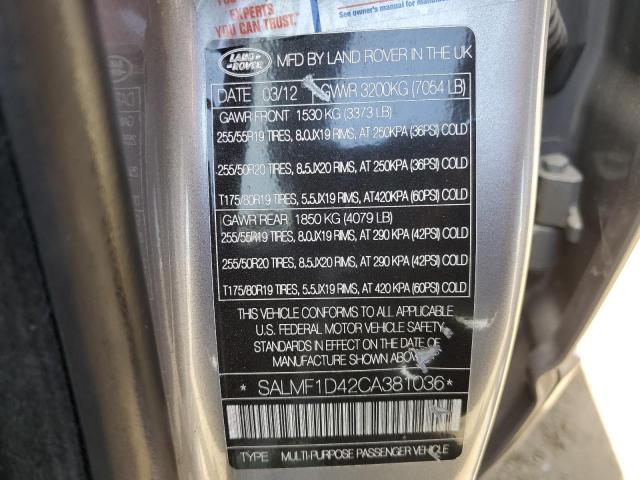 EXPERTS
YOU CAN TRUST.
See owner's manual for
LAND
ROVER
MFD BY LAND ROVER IN THE UK
DATE 03/12 GVWR 3200KG (7054 LB)
GAWR FRONT 1530 KG (3373 LB)
255/55R19 TIRES, 8.0JX19 RIMS, AT 250KPA (36PSI) COLD
255/50R20 TIRES, 8.5JX20 RIMS, AT 250KPA (36PSI) COLD
T175/80R19 TIRES, 5.5JX19 RIMS, AT420KPA (60PSI) COLD
GAWR REAR 1850 KG (4079 LB)
255/55R19 TIRES, 8.0JX19 RIMS, AT 290 KPA (42PSI) COLD
255/50R20 TIRES, 8.5JX20 RIMS, AT 290 KPA (42PSI) COLD
T175/80R19 TIRES, 5.5JX19 RIMS, AT 420 KPA (60PSI) COLD
THIS VEHICLE CONFORMS TO ALL APPLICABLE
U.S. FEDERAL MOTOR VEHICLE SAFETY
STANDARDS IN EFFECT ON THE DATE OF
MANUFACTURE SHOWN ABOVE
* SALMF1D42CA381036 *
TYPE MULTI-PURPOSE PASSENGER VEHICLE